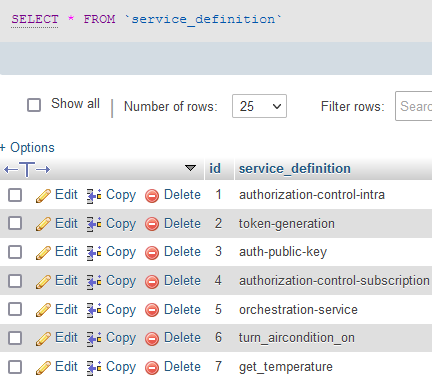 SELECT * FROM `service_definition`
Show all | Number of rows: 25 Filter rows: Searc
+ Options
←T→ id service_definition
Edit Copy Delete 1 authorization-control-intra
Edit Copy Delete 2 token-generation
Edit Copy Delete 3 auth-public-key
Edit Copy Delete 4 authorization-control-subscription
Edit Copy Delete 5 orchestration-service
Edit Copy Delete 6 turn_aircondition_on
Edit Copy Delete 7 get_temperature